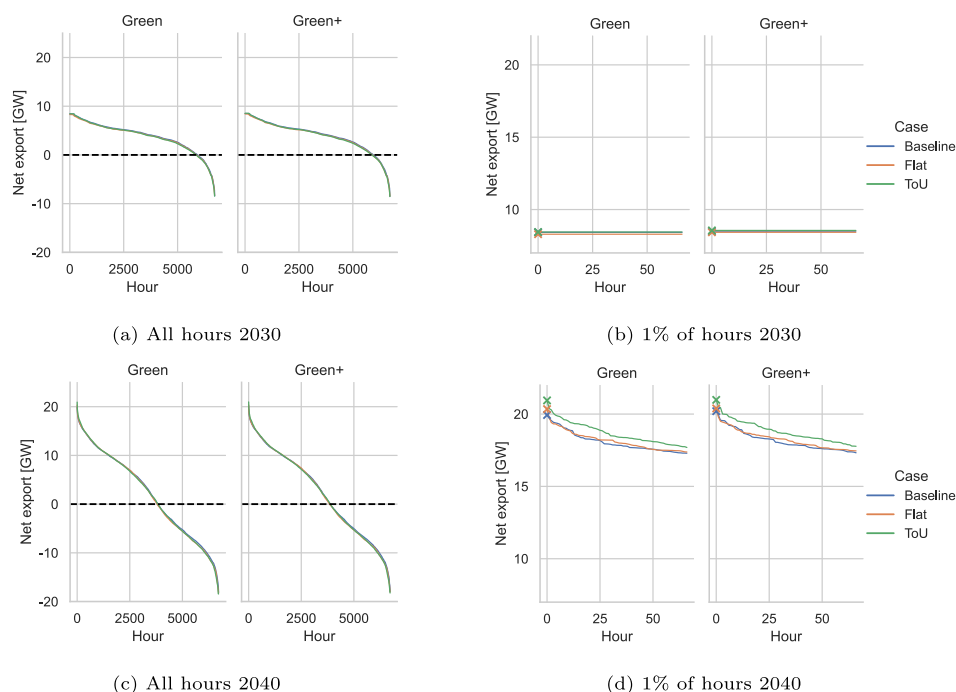 Green
Green+
20
10
0
-10
-20
Net export [GW]
0
2500
5000
0
2500
5000
Hour
Hour
(a) All hours 2030
Green
Green+
20
15
10
Net export [GW]
0
25
50
0
25
50
Hour
Hour
Case
Baseline
Flat
ToU
(b) 1% of hours 2030
Green
Green+
20
10
0
-10
-20
Net export [GW]
0
2500
5000
0
2500
5000
Hour
Hour
(c) All hours 2040
Green
Green+
20
15
10
Net export [GW]
0
25
50
0
25
50
Hour
Hour
Case
Baseline
Flat
ToU
(d) 1% of hours 2040